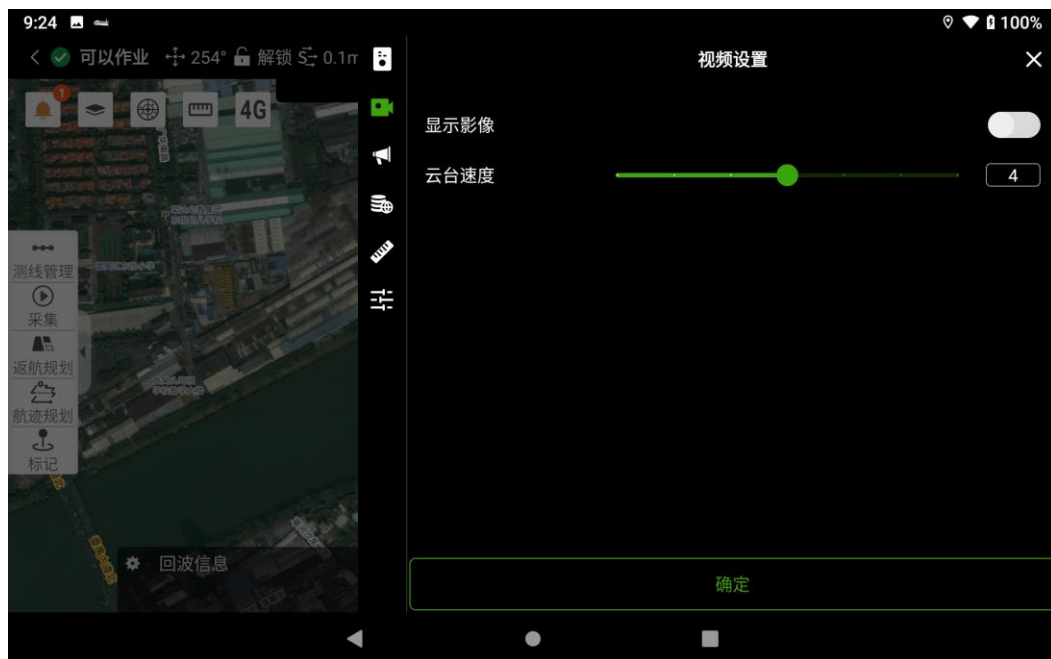 9:24
100%
可以作业 254° 解锁 S 0.1m
视频设置
1
4G
显示影像
云台速度
4
测线管理
采集
返航规划
航迹规划
标记
回波信息
确定